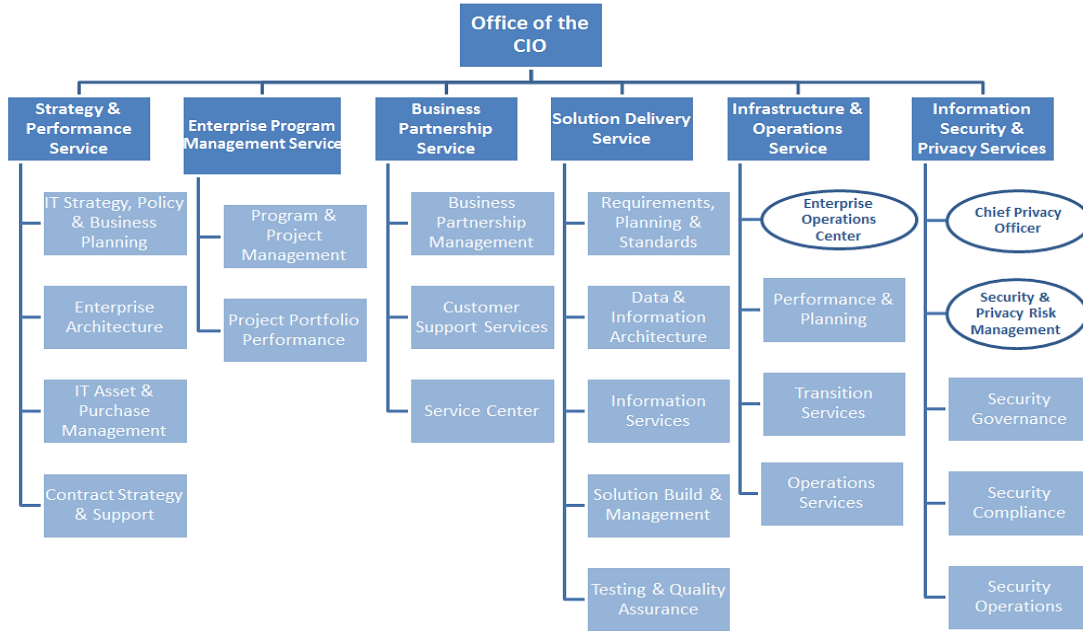 Office of the
CIO
Strategy &
Performance
Service
Enterprise Program
Management Service
Business
Partnership
Service
Solution Delivery
Service
Infrastructure &
Operations
Service
Information
Security &
Privacy Services
IT Strategy, Policy
& Business
Planning
Enterprise
Architecture
IT Asset &
Purchase
Management
Contract Strategy
& Support
Program &
Project
Management
Project Portfolio
Performance
Business
Partnership
Management
Customer
Support Services
Service Center
Requirements,
Planning &
Standards
Data &
Information
Architecture
Information
Services
Solution Build &
Management
Testing & Quality
Assurance
Enterprise
Operations
Center
Performance &
Planning
Transition
Services
Operations
Services
Chief Privacy
Officer
Security &
Privacy Risk
Management
Security
Governance
Security
Compliance
Security
Operations